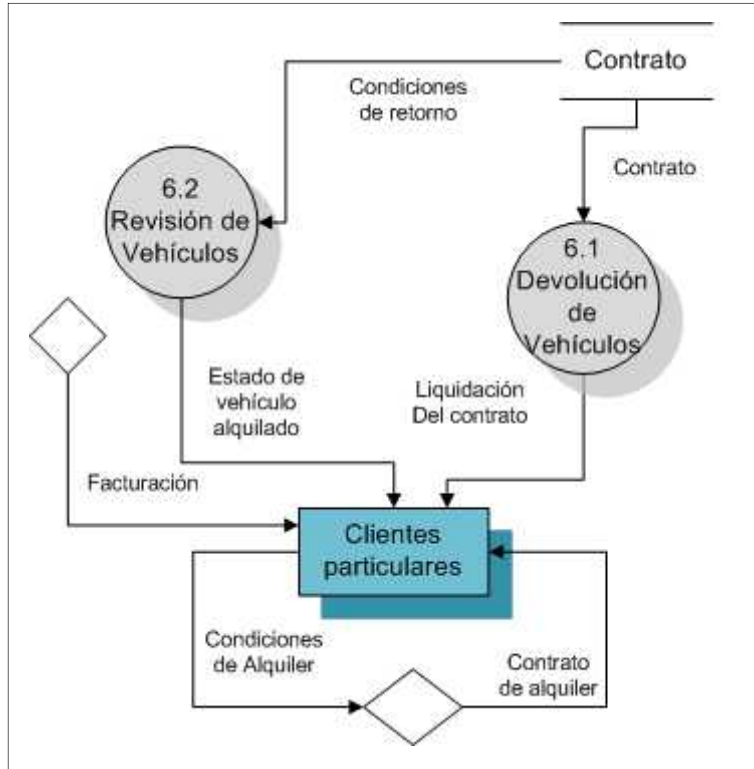 Contrato
Condiciones
de retorno
Contrato
6.2
Revisión de
Vehículos
6.1
Devolución
de
Vehículos
Estado de
vehículo
alquilado
Liquidación
Del contrato
Facturación
Clientes
particulares
Condiciones
de Alquiler
Contrato
de alquiler